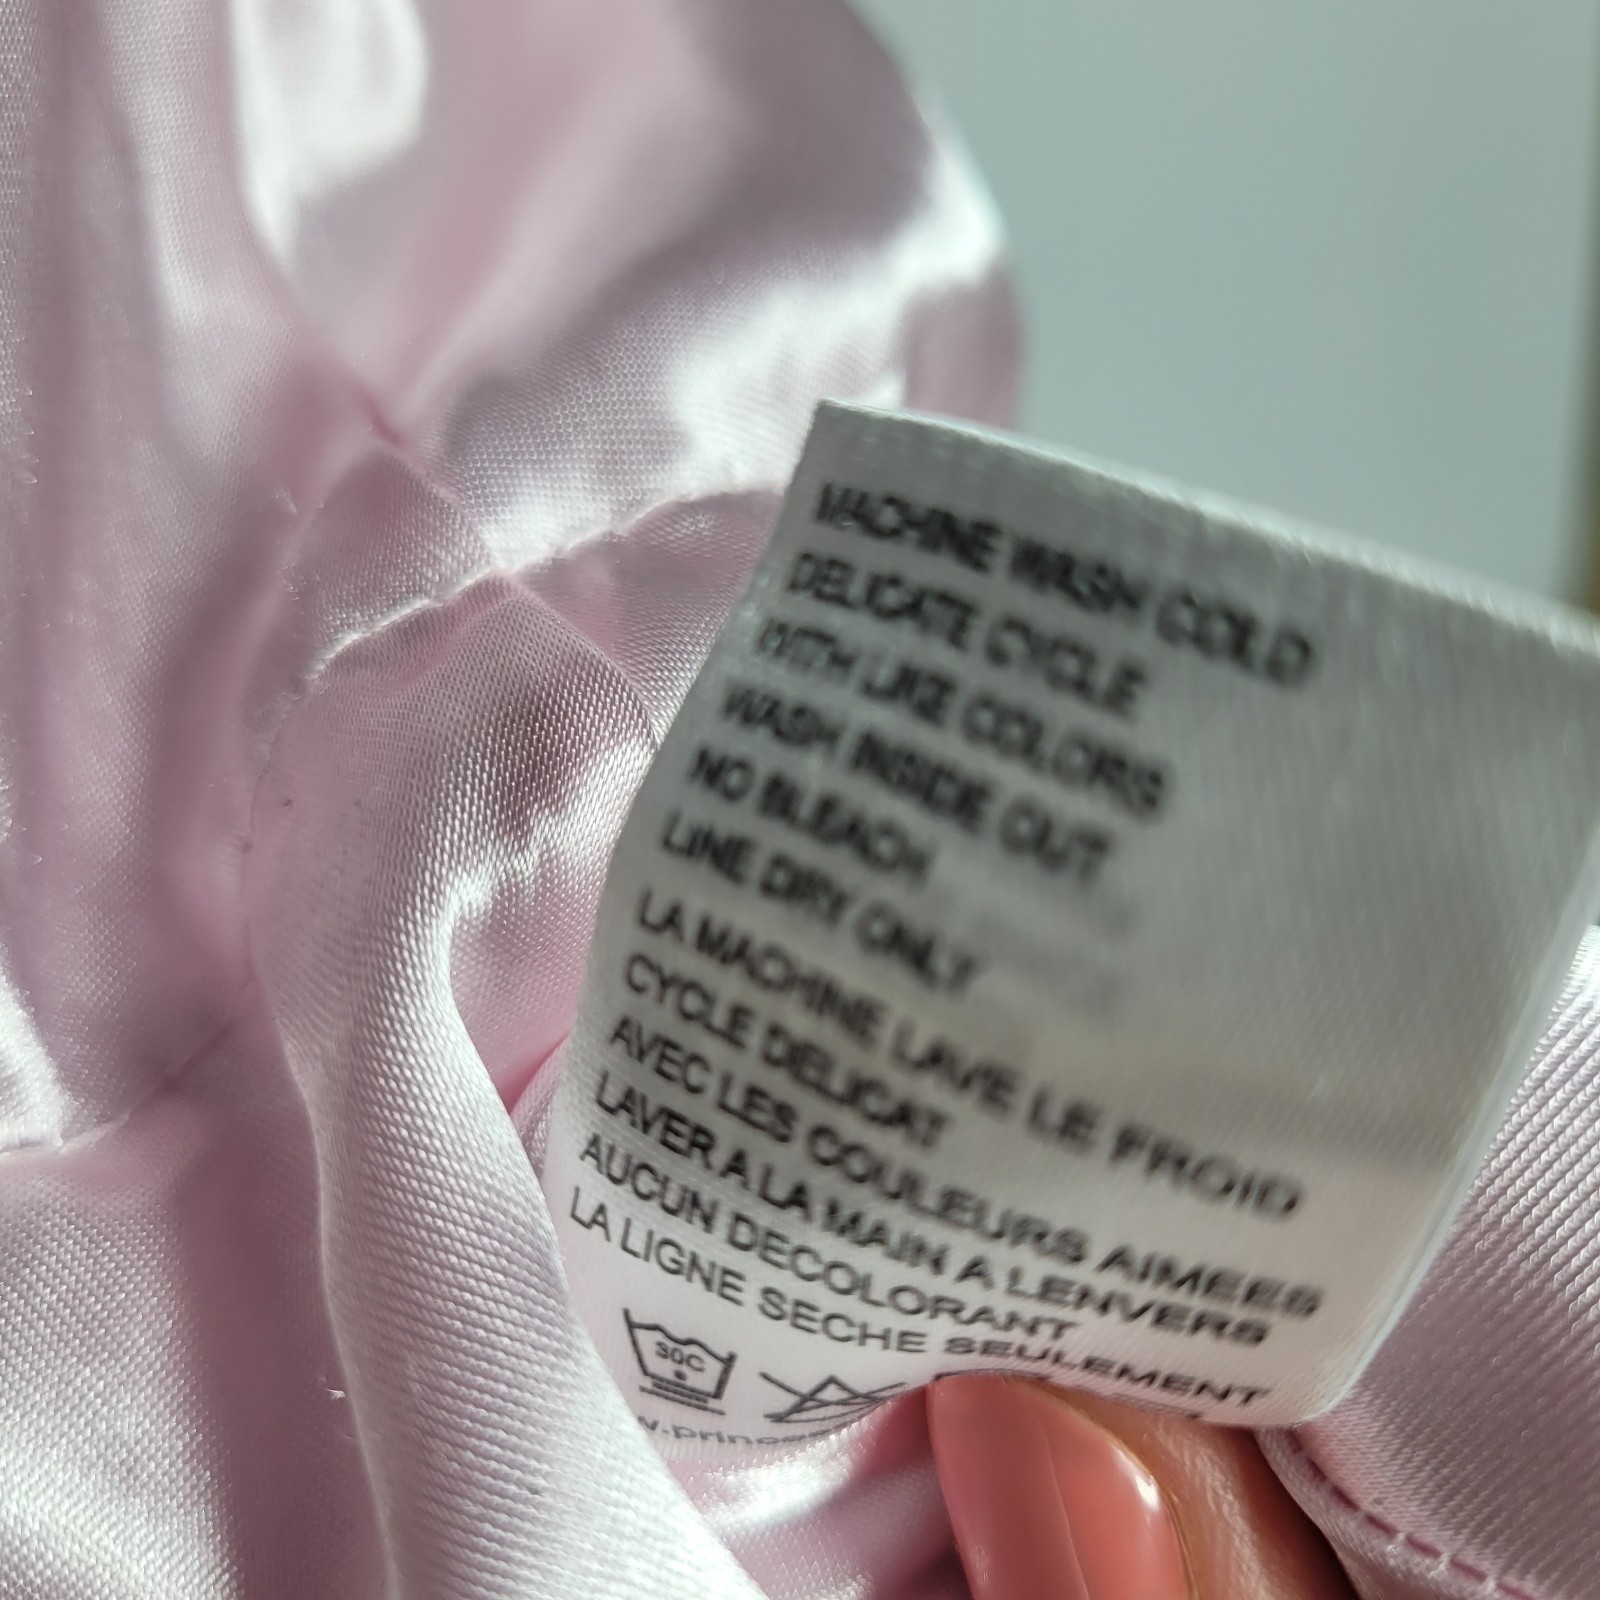 MACHINE WASH COLD
DELICATE CYCLE
WITH LIKE COLORS
WASH INSIDE OUT
NO BLEACH
LINE DRY ONLY
LA MACHINE LAVE LE FROID
CYCLE DELICAT
AVEC LES COULEURS AIMEES
LAVER A LA MAIN A LENVERS
AUCUN DECOLORANT
LA LIGNE SECHE SEULEMENT
30C